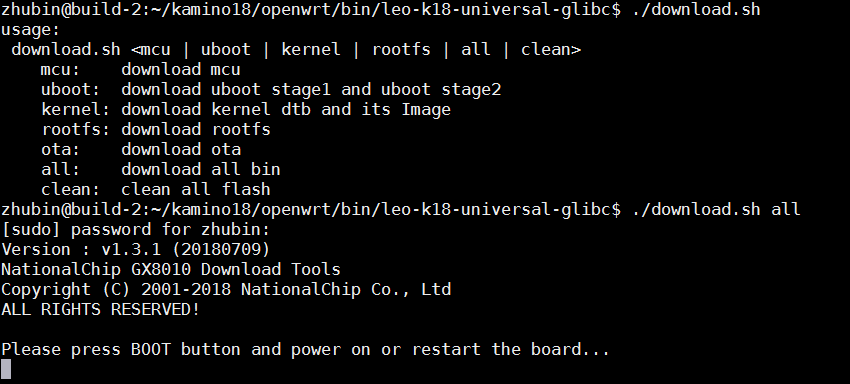 zhubin@build-2:~/kamino18/openwrt/bin/leo-k18-universal-glibc$ ./download.sh
usage:
 download.sh <mcu | uboot | kernel | rootfs | all | clean>
    mcu:    download mcu
    uboot:  download uboot stage1 and uboot stage2
    kernel: download kernel dtb and its Image
    rootfs: download rootfs
    ota:    download ota
    all:    download all bin
    clean:  clean all flash
zhubin@build-2:~/kamino18/openwrt/bin/leo-k18-universal-glibc$ ./download.sh all
[sudo] password for zhubin:
Version : v1.3.1 (20180709)
NationalChip GX8010 Download Tools
Copyright (C) 2001-2018 NationalChip Co., Ltd
ALL RIGHTS RESERVED!

Please press BOOT button and power on or restart the board...